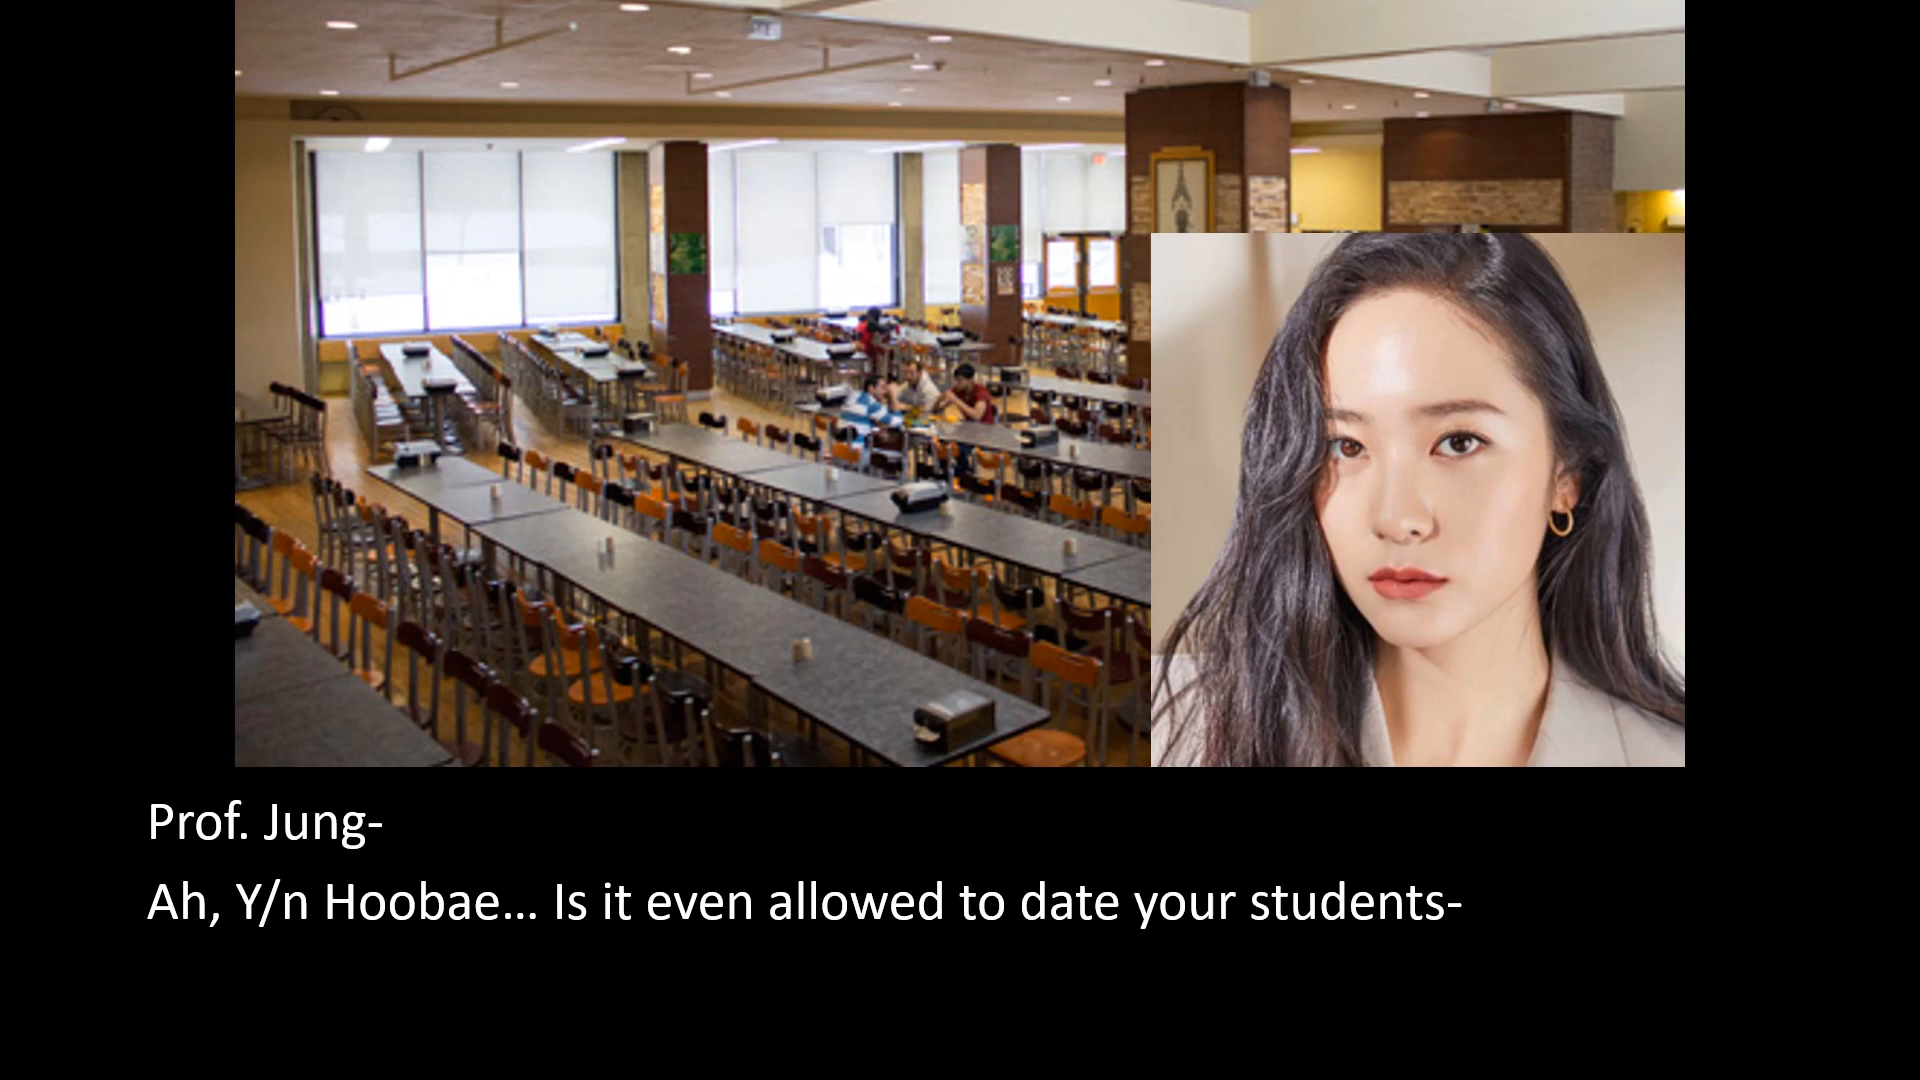 Prof. Jung-
Ah, Y/n Hoobae... Is it even allowed to date your students-